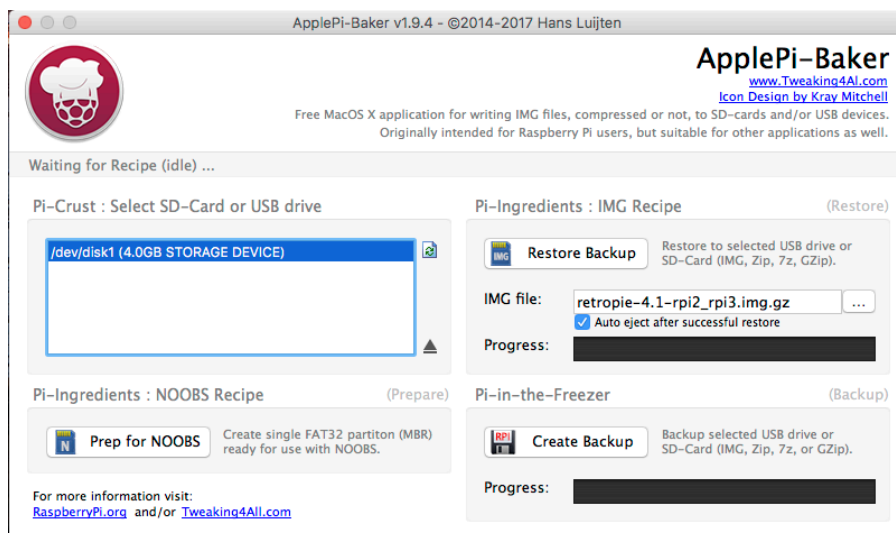 ApplePi-Baker v1.9.4 - ©2014-2017 Hans Luijten
ApplePi-Baker
www.Tweaking4Al.com
Icon Design by Kray Mitchell
Free MacOS X application for writing IMG files, compressed or not, to SD-cards and/or USB devices.
Originally intended for Raspberry Pi users, but suitable for other applications as well.
Waiting for Recipe (idle) ...
Pi-Crust : Select SD-Card or USB drive
/dev/disk1 (4.0GB STORAGE DEVICE)
Pi-Ingredients : IMG Recipe
(Restore)
IMG
Restore Backup
Restore to selected USB drive or
SD-Card (IMG, Zip, 7z, GZip).
IMG file:
retropie-4.1-rpi2_rpi3.img.gz
...
Auto eject after successful restore
Progress:
Pi-Ingredients : NOOBS Recipe
(Prepare)
N
Prep for NOOBS
Create single FAT32 partiton (MBR)
ready for use with NOOBS.
Pi-in-the-Freezer
(Backup)
RPi
Create Backup
Backup selected USB drive or
SD-Card (IMG, Zip, 7z, or GZip).
Progress:
For more information visit:
RaspberryPi.org and/or Tweaking4All.com